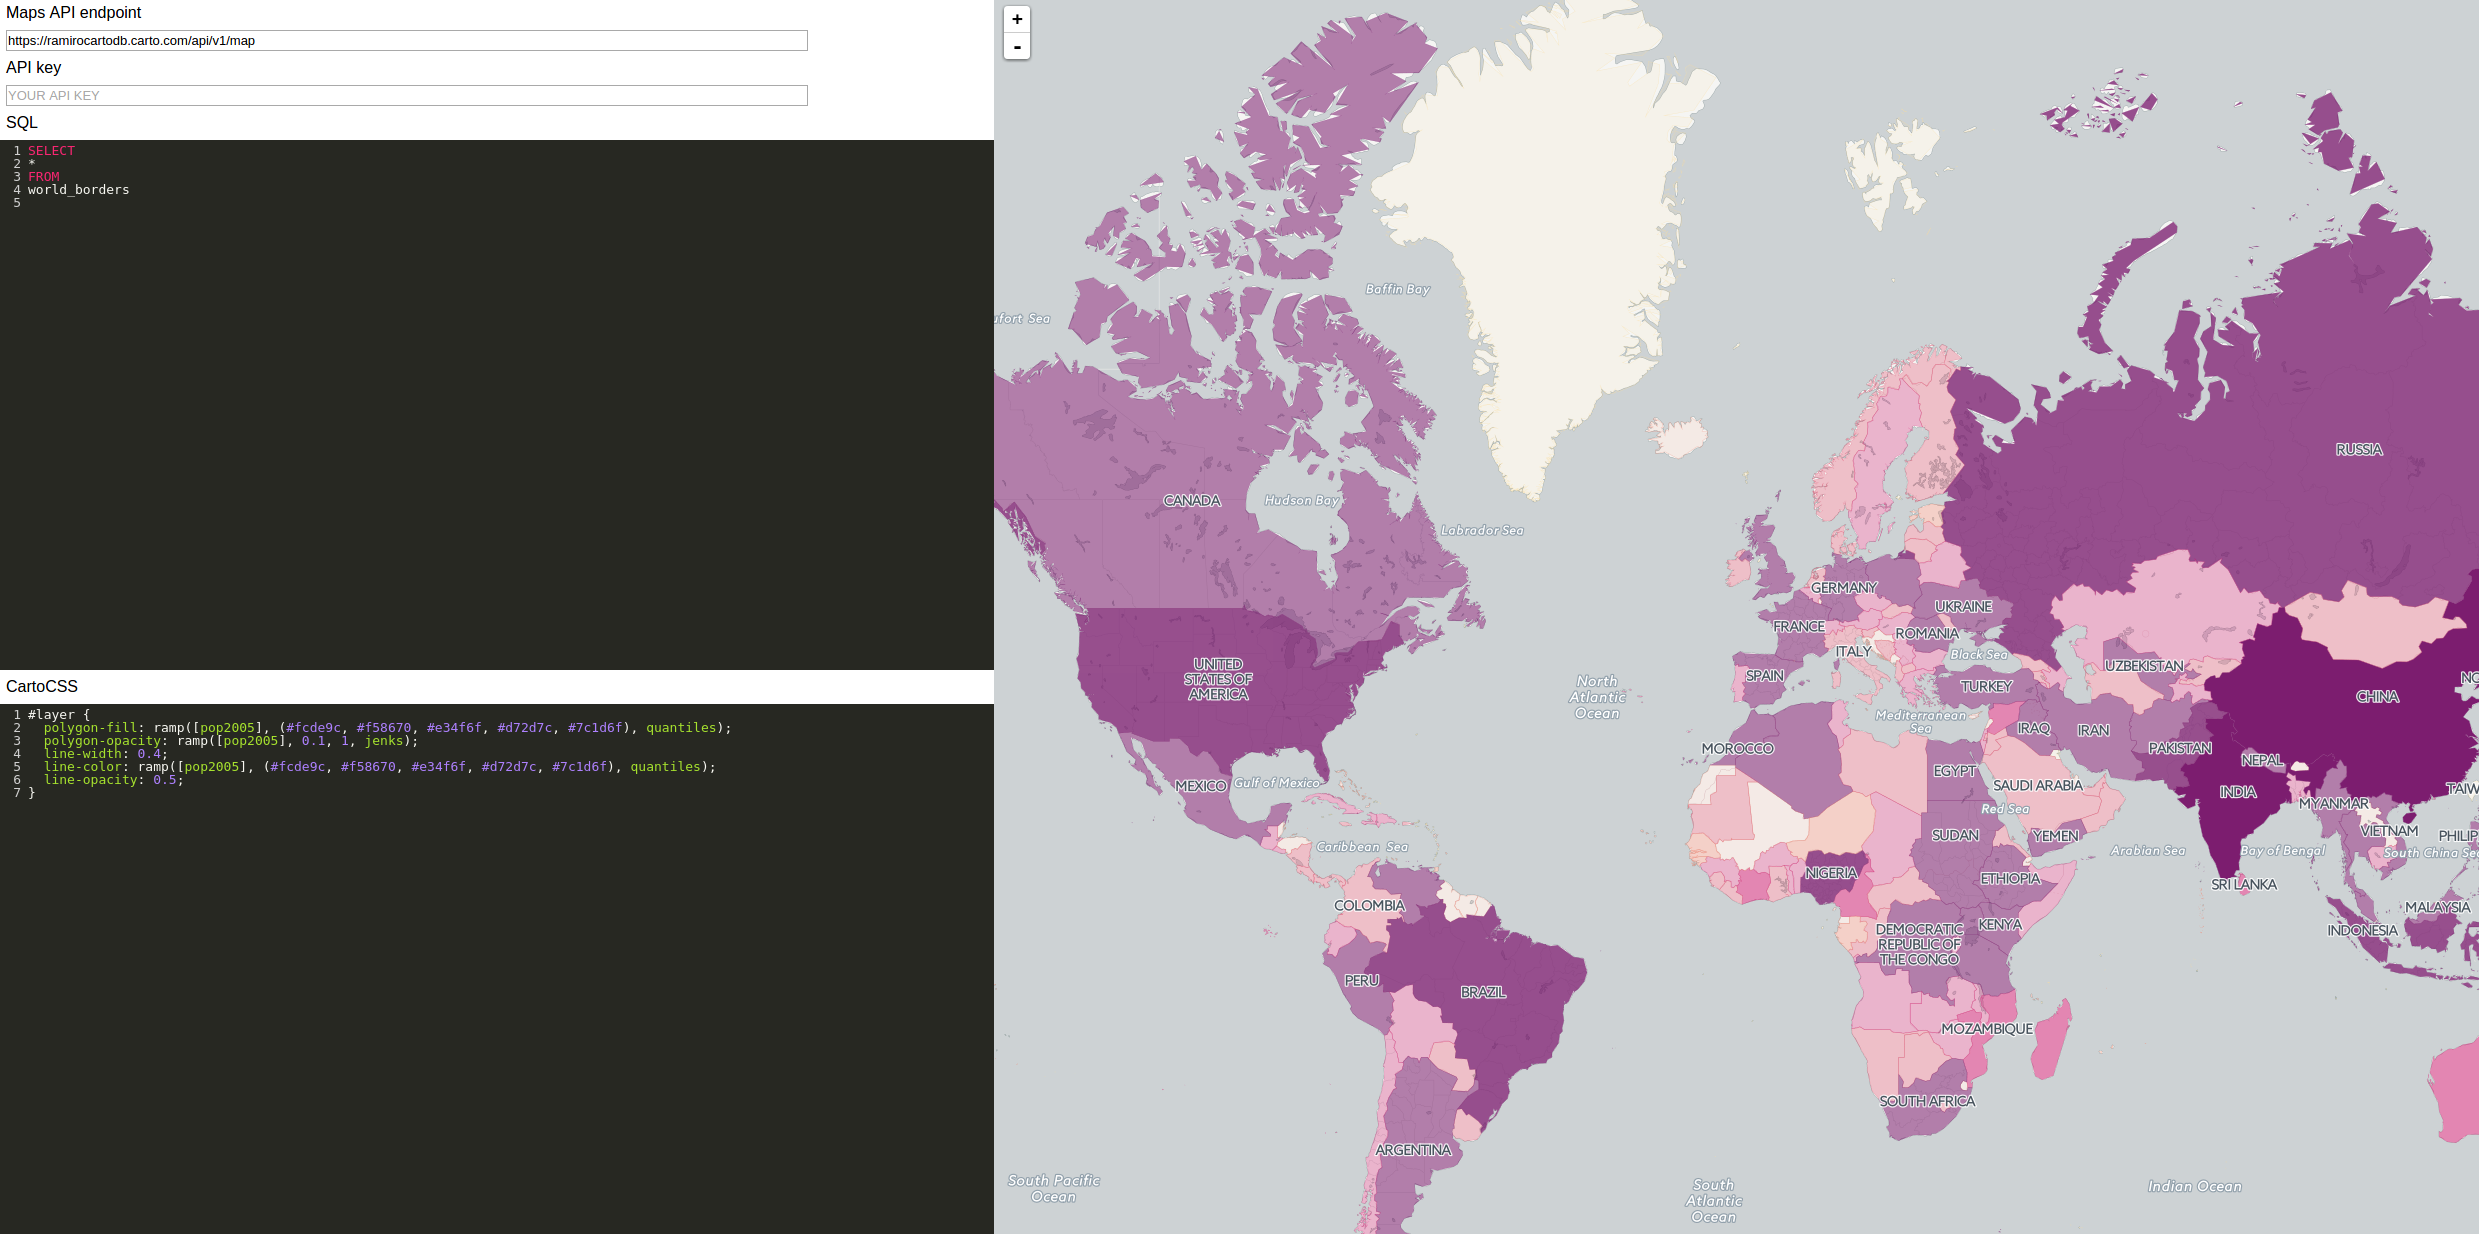 Maps API endpoint
https://ramirocartodb.carto.com/api/v1/map
API key
YOUR API KEY
SQL
1 SELECT
2 *
3 FROM
4 world_borders
5
CartoCSS
1 #layer {
2   polygon-fill: ramp([pop2005], (#fcde9c, #f58670, #e34f6f, #d72d7c, #7c1d6f), quantiles);
3   polygon-opacity: ramp([pop2005], 0.1, 1, jenks);
4   line-width: 0.4;
5   line-color: ramp([pop2005], (#fcde9c, #f58670, #e34f6f, #d72d7c, #7c1d6f), quantiles);
6   line-opacity: 0.5;
7 }
+
-
Baffin Bay
ufort Sea
RUSSIA
CANADA
Hudson Bay
Labrador Sea
GERMANY
UKRAINE
FRANCE
ROMANIA
ITALY
Black Sea
UNITED
STATES OF
AMERICA
UZBEKISTAN
SPAIN
TURKEY
NO
CHINA
North
Atlantic
Ocean
Mediterranean
Sea
IRAQ
IRAN
MOROCCO
PAKISTAN
NEPAL
EGYPT
MEXICO
Gulf of Mexico
SAUDI ARABIA
INDIA
TAIW
MYANMAR
Red Sea
SUDAN
YEMEN
VIETNAM
PHILIP
Caribbean Sea
Arabian Sea
Bay of Bengal
South China Sea
NIGERIA
ETHIOPIA
SRI LANKA
COLOMBIA
MALAYSIA
KENYA
DEMOCRATIC
REPUBLIC OF
THE CONGO
INDONESIA
PERU
BRAZIL
MOZAMBIQUE
SOUTH AFRICA
ARGENTINA
South Pacific
Ocean
South
Atlantic
Ocean
Indian Ocean